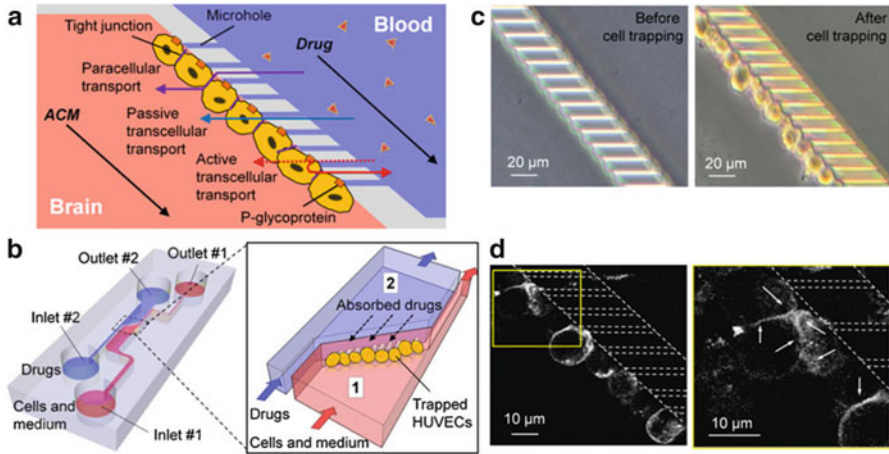 a
Microhole
Tight junction
Blood
Drug
Paracellular
transport
ACM
Passive
transcellular
transport
Active
transcellular
transport
P-glycoprotein
Brain
b
Outlet #1
Outlet #2
Inlet #2
Drugs
Cells and
medium
Inlet #1
2
Absorbed drugs
1
Drugs
Cells and medium
Trapped
HUVECs
c
Before
cell trapping
20 µm
After
cell trapping
20 µm
d
10 µm
10 µm